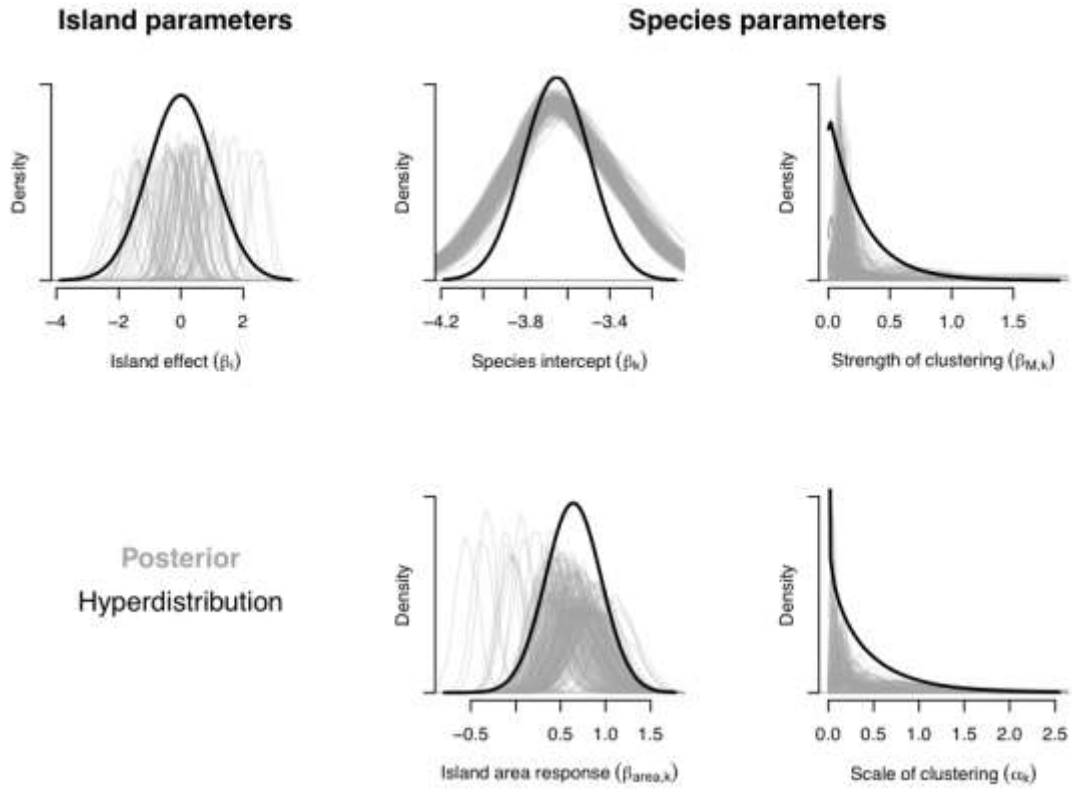 Island parameters
Species parameters
Density
−4 −2 0 2
Island effect (βi)
Density
−4.2 −3.8 −3.4
Species intercept (βk)
Density
0.0 0.5 1.0 1.5
Strength of clustering (βM,k)
Posterior
Hyperdistribution
Density
−0.5 0.5 1.0 1.5
Island area response (βarea,k)
Density
0.0 0.5 1.0 1.5 2.0 2.5
Scale of clustering (αk)